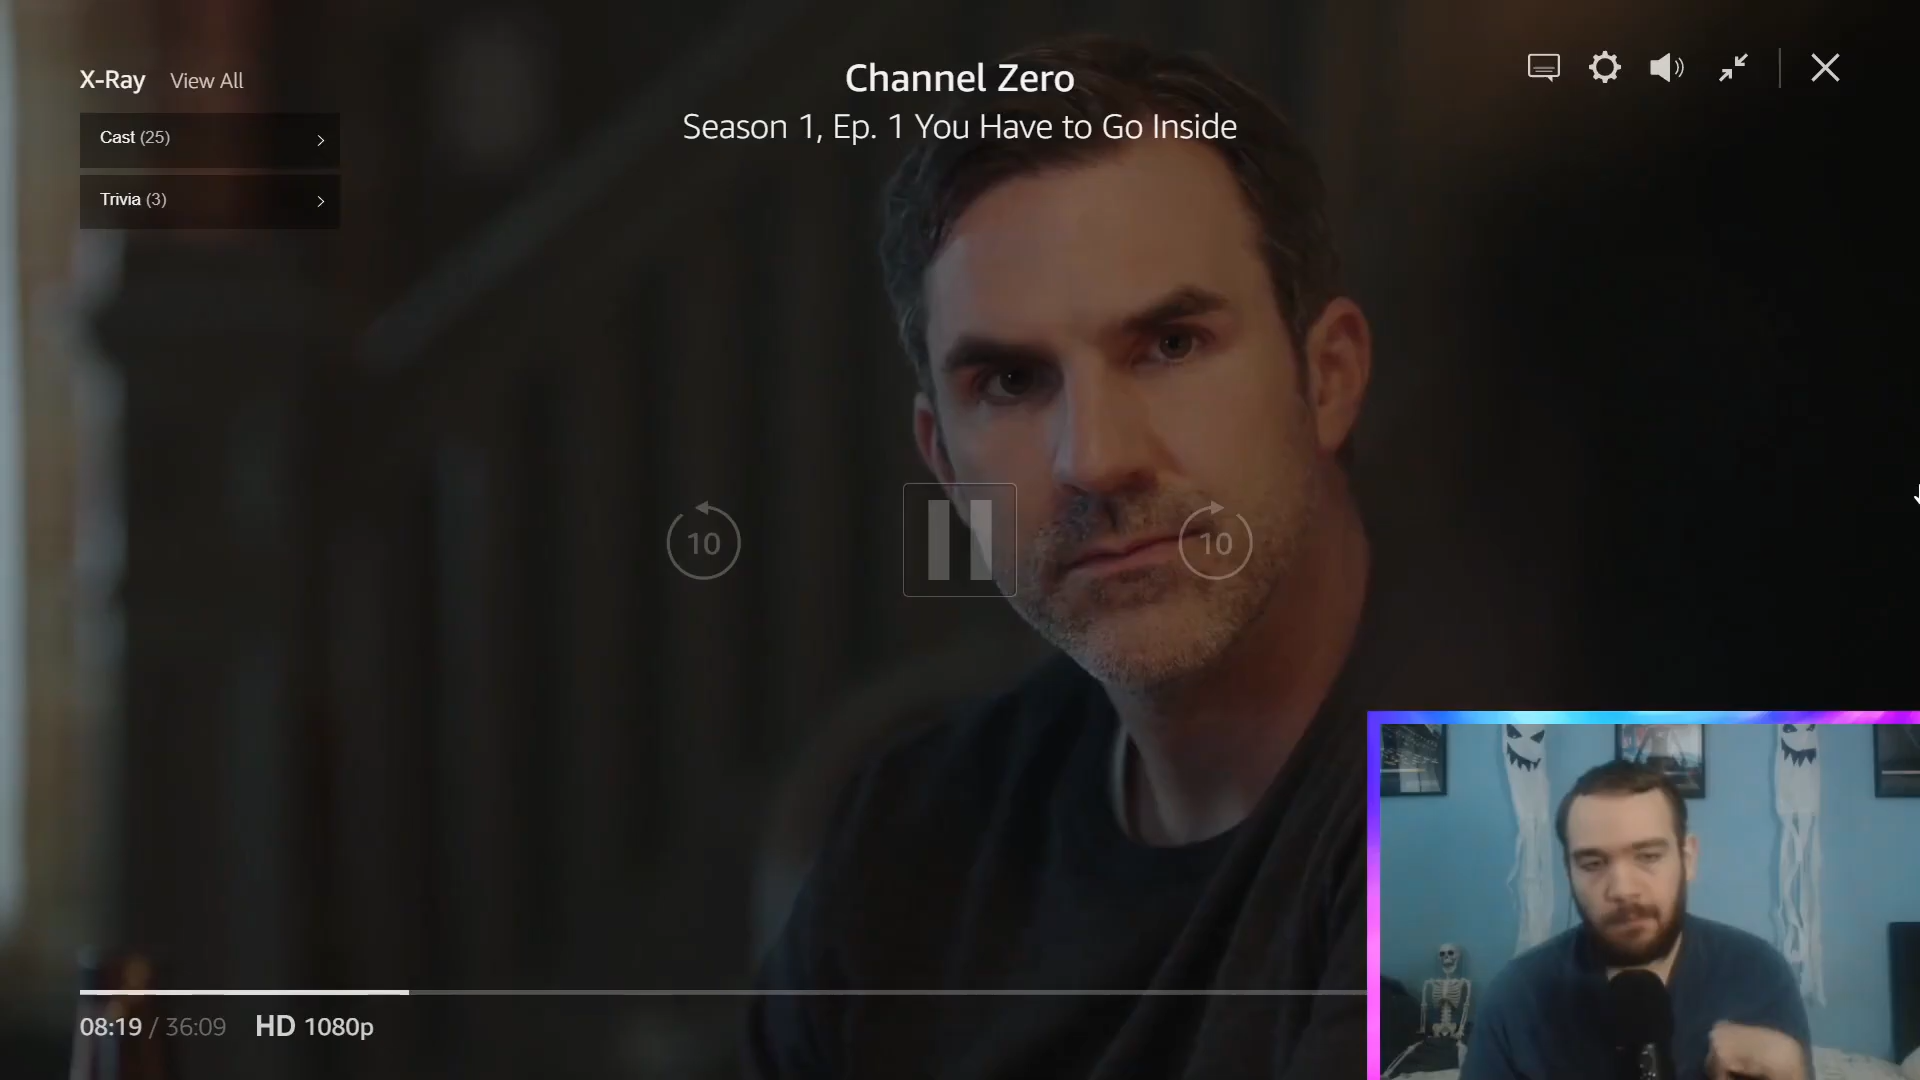 X-Ray View All
Cast (25)
Trivia (3)
Channel Zero
Season 1, Ep. 1 You Have to Go Inside
10
10
08:19 / 36:09 HD 1080p